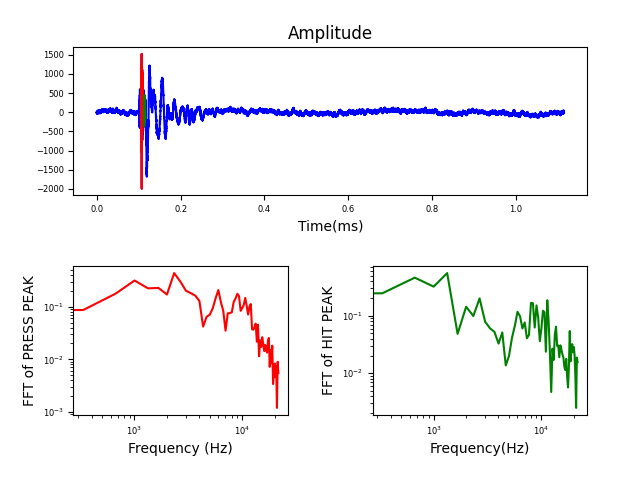 Amplitude
1500
1000
500
0
−500
−1000
−1500
−2000
0.0 0.2 0.4 0.6 0.8 1.0
Time(ms)
FFT of PRESS PEAK
10⁻¹
10⁻²
10⁻³
10³ 10⁴
Frequency (Hz)
FFT of HIT PEAK
10⁻¹
10⁻²
10³ 10⁴
Frequency(Hz)